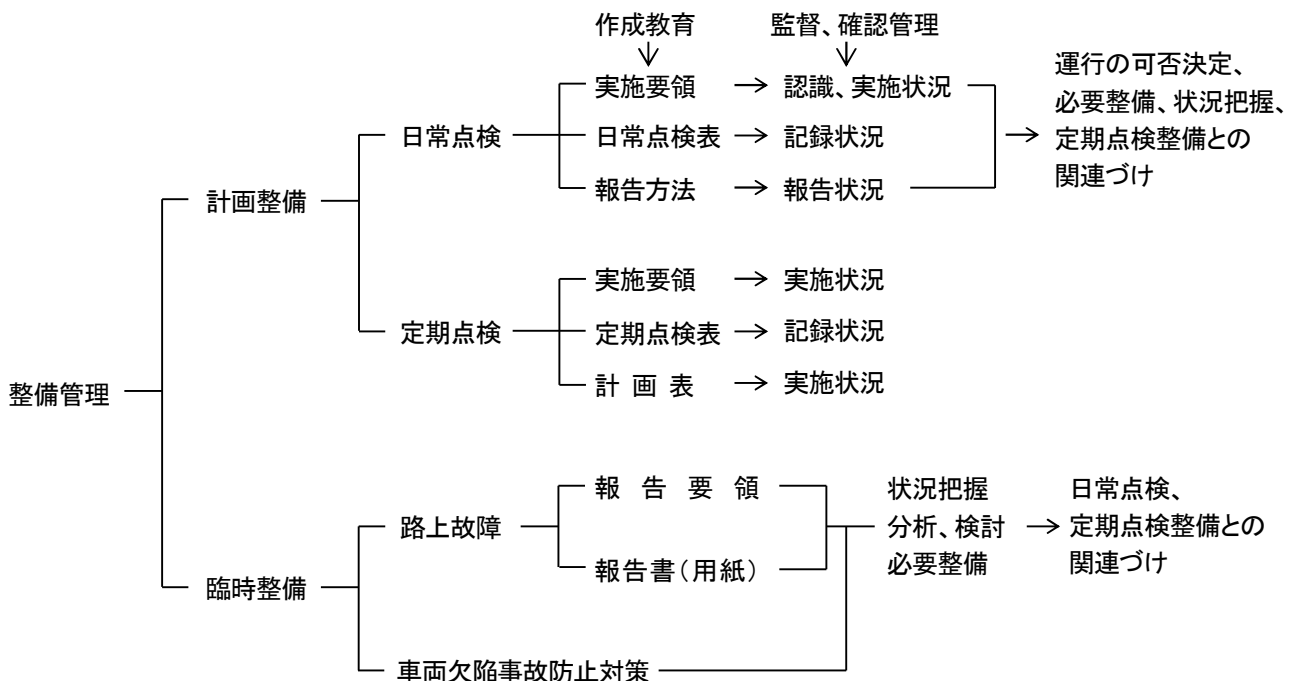 作成教育
監督、確認管理
実施要領
認識、実施状況
日常点検
日常点検表
記録状況
報告方法
報告状況
運行の可否決定、
必要整備、状況把握、
定期点検整備との
関連づけ
計画整備
実施要領
実施状況
定期点検
定期点検表
記録状況
計画表
実施状況
整備管理
報告要領
路上故障
報告書(用紙)
状況把握
分析、検討
必要整備
日常点検、
定期点検整備との
関連づけ
臨時整備
車両欠陥事故防止対策